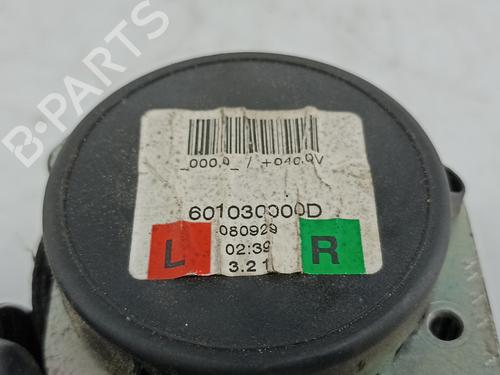 B-PARTS
_000.0_ / +040.0V
601030000D
080929
L
02:39
R
3.21